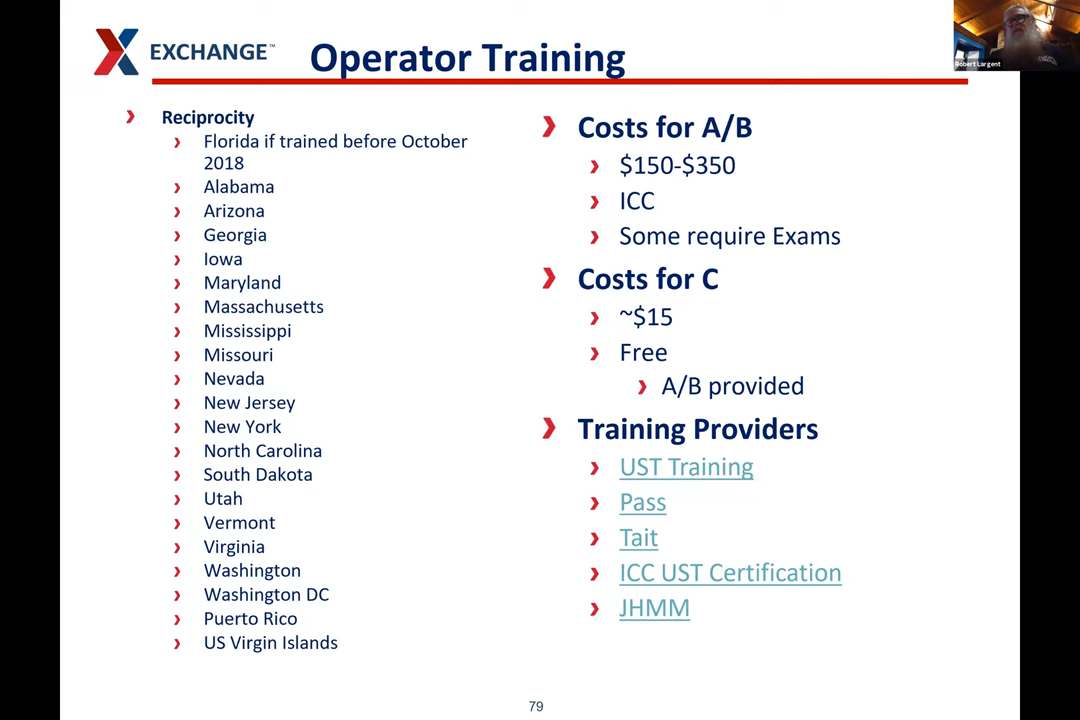 EXCHANGE™
Operator Training
Robert Largent
Reciprocity
Florida if trained before October
2018
Alabama
Arizona
Georgia
Iowa
Maryland
Massachusetts
Mississippi
Missouri
Nevada
New Jersey
New York
North Carolina
South Dakota
Utah
Vermont
Virginia
Washington
Washington DC
Puerto Rico
US Virgin Islands
Costs for A/B
$150-$350
ICC
Some require Exams
Costs for C
~$15
Free
A/B provided
Training Providers
UST Training
Pass
Tait
ICC UST Certification
JHMM
79